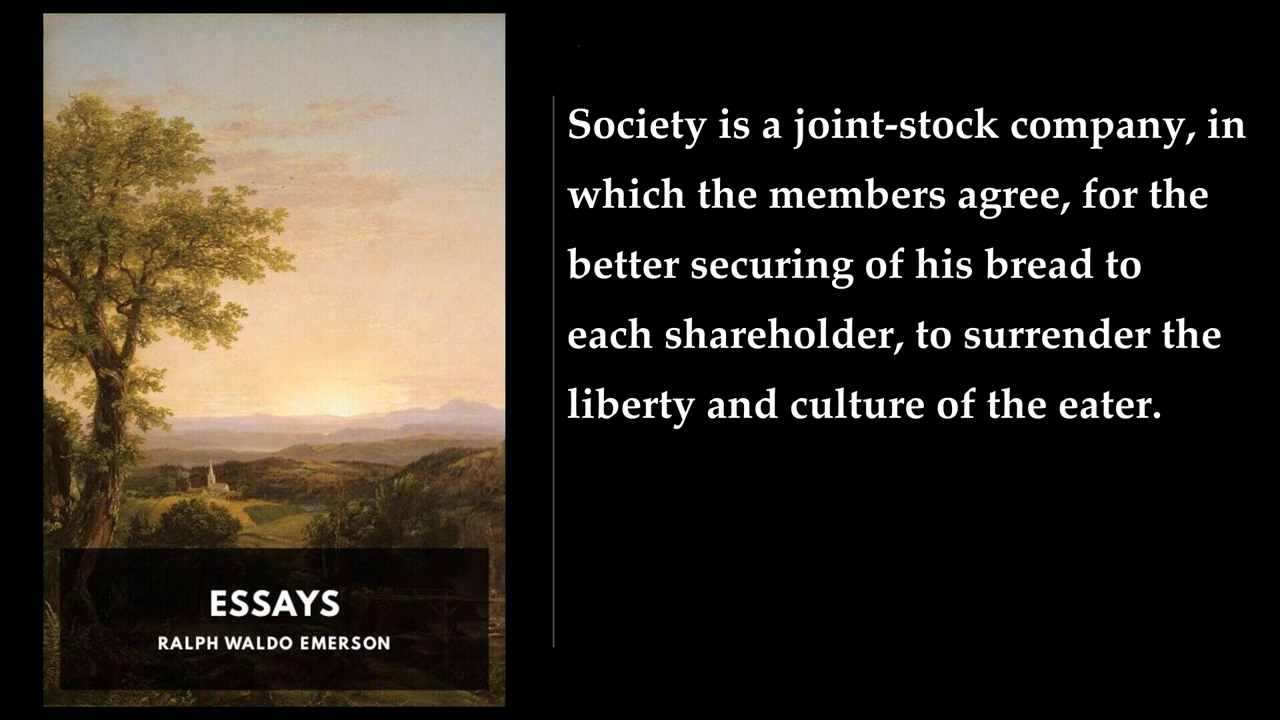 Society is a joint-stock company, in
which the members agree, for the
better securing of his bread to
each shareholder, to surrender the
liberty and culture of the eater.
ESSAYS
RALPH WALDO EMERSON